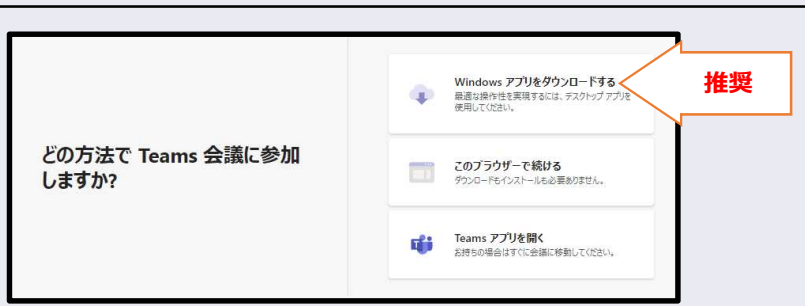 どの方法で Teams 会議に参加
しますか?
Windows アプリをダウンロードする
最適な操作性を実現するには、デスクトップ アプリを
使用してください。
推奨
このブラウザーで続ける
ダウンロードもインストールも必要ありません。
Teams アプリを開く
お持ちの場合はすぐに会議に移動してください。